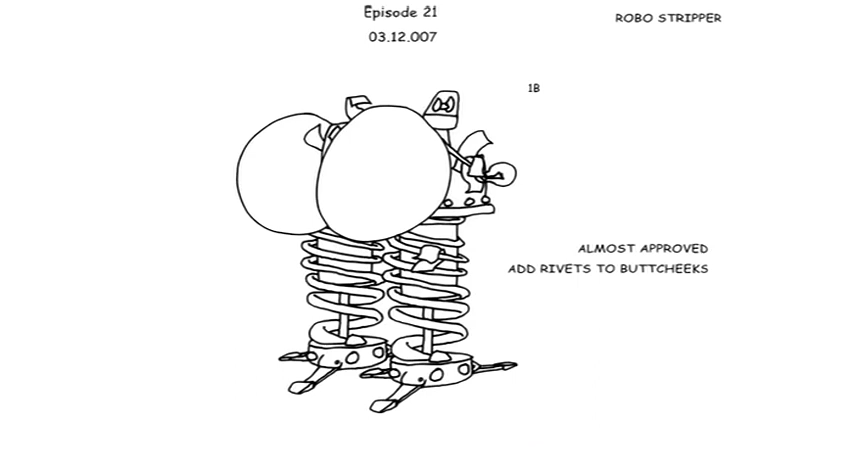 Episode 21
03.12.007
ROBO STRIPPER
1B
ALMOST APPROVED
ADD RIVETS TO BUTTCHEEKS